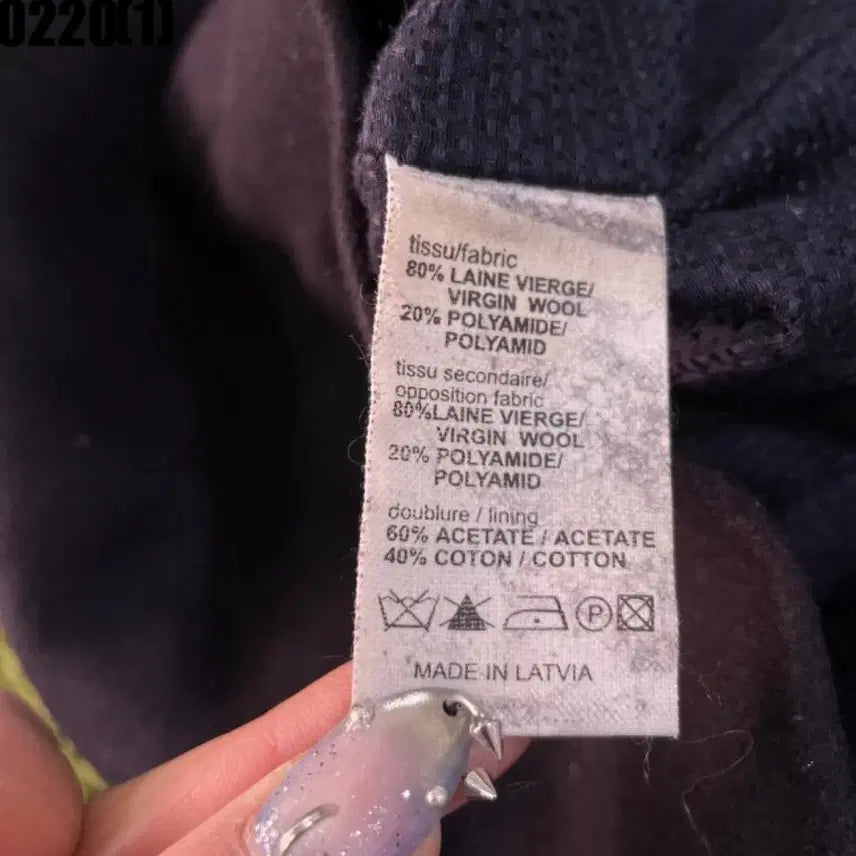 0220(1)
tissu/fabric
80% LAINE VIERGE/
VIRGIN WOOL
20% POLYAMIDE/
POLYAMID
tissu secondaire/
opposition fabric
80%LAINE VIERGE/
VIRGIN WOOL
20% POLYAMIDE/
POLYAMID
doublure / lining
60% ACETATE / ACETATE
40% COTON / COTTON
P
MADE IN LATVIA